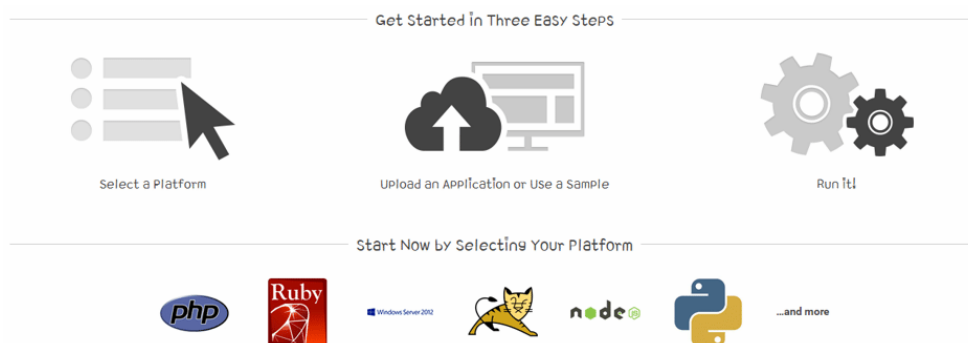 Get Started in Three Easy Steps
Select a Platform
Upload an Application or Use a Sample
Run it!
Start Now by Selecting Your Platform
php
Ruby
Windows Server 2012
node
JS
...and more